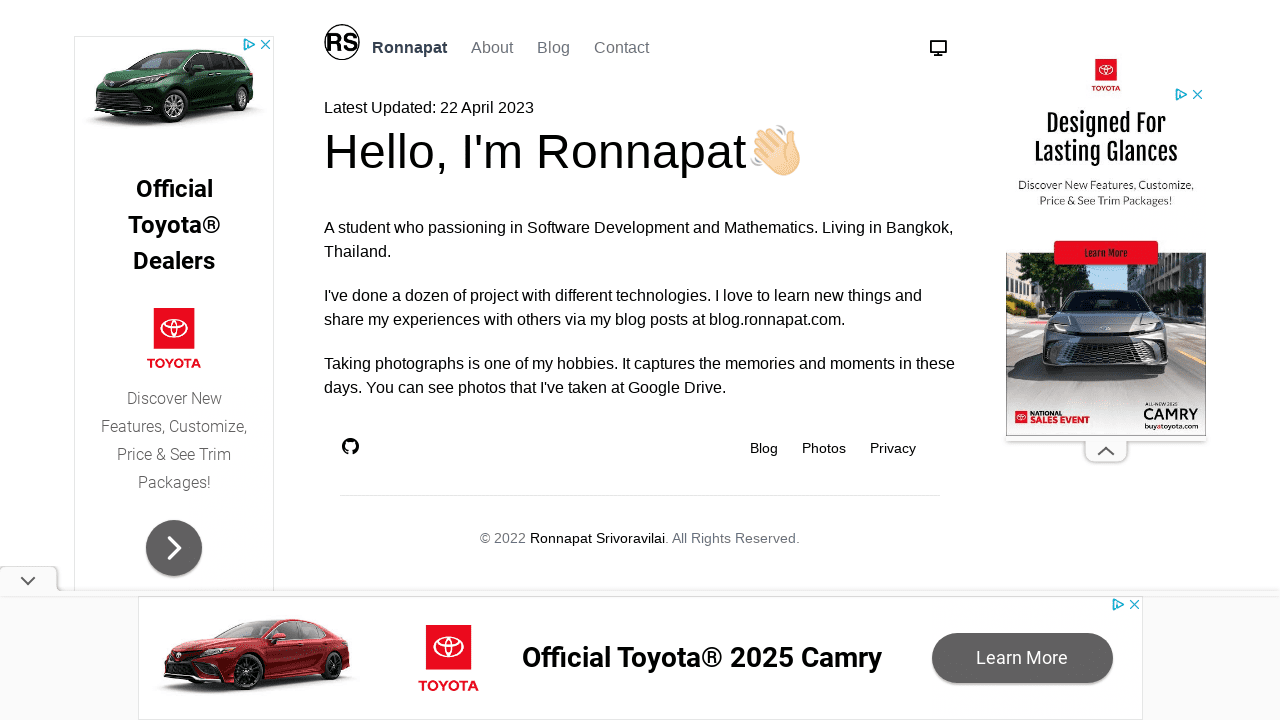 RS
Ronnapat About Blog Contact
Latest Updated: 22 April 2023
Hello, I'm Ronnapat👋🏻
A student who passioning in Software Development and Mathematics. Living in Bangkok,
Thailand.
I've done a dozen of project with different technologies. I love to learn new things and
share my experiences with others via my blog posts at blog.ronnapat.com.
Taking photographs is one of my hobbies. It captures the memories and moments in these
days. You can see photos that I've taken at Google Drive.
Blog Photos Privacy
© 2022 Ronnapat Srivoravilai. All Rights Reserved.
Official
Toyota®
Dealers
TOYOTA
Discover New
Features, Customize,
Price & See Trim
Packages!
TOYOTA
Designed For
Lasting Glances
Discover New Features, Customize,
Price & See Trim Packages!
Learn More
TOYOTA
NATIONAL
SALES EVENT
ALL-NEW 2025
CAMRY
buyatoyota.com
TOYOTA
Official Toyota® 2025 Camry
Learn More